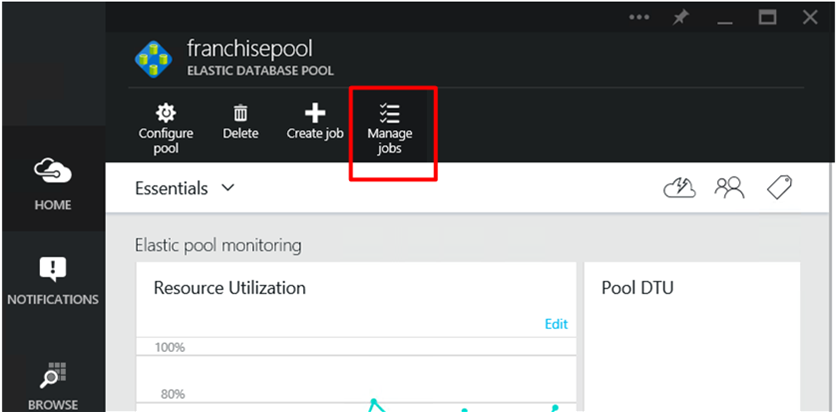 franchisepool
ELASTIC DATABASE POOL
Configure pool
Delete
Create job
Manage jobs
HOME
NOTIFICATIONS
BROWSE
Essentials
Elastic pool monitoring
Resource Utilization
Edit
100%
80%
Pool DTU